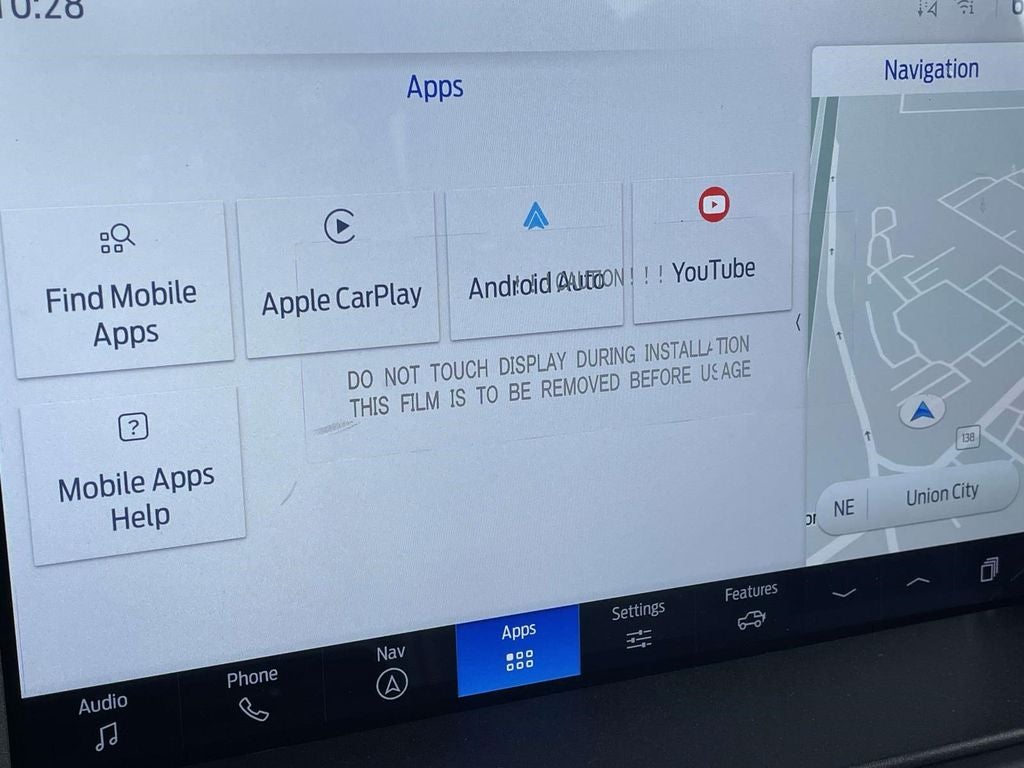 10:28
Apps
Navigation
Find Mobile
Apps
Apple CarPlay
Android Auto
YouTube
! ! ! CAUTION ! ! !
DO NOT TOUCH DISPLAY DURING INSTALLATION
THIS FILM IS TO BE REMOVED BEFORE USAGE
Mobile Apps
Help
?
138
NE
Union City
Audio
Phone
Nav
Apps
Settings
Features